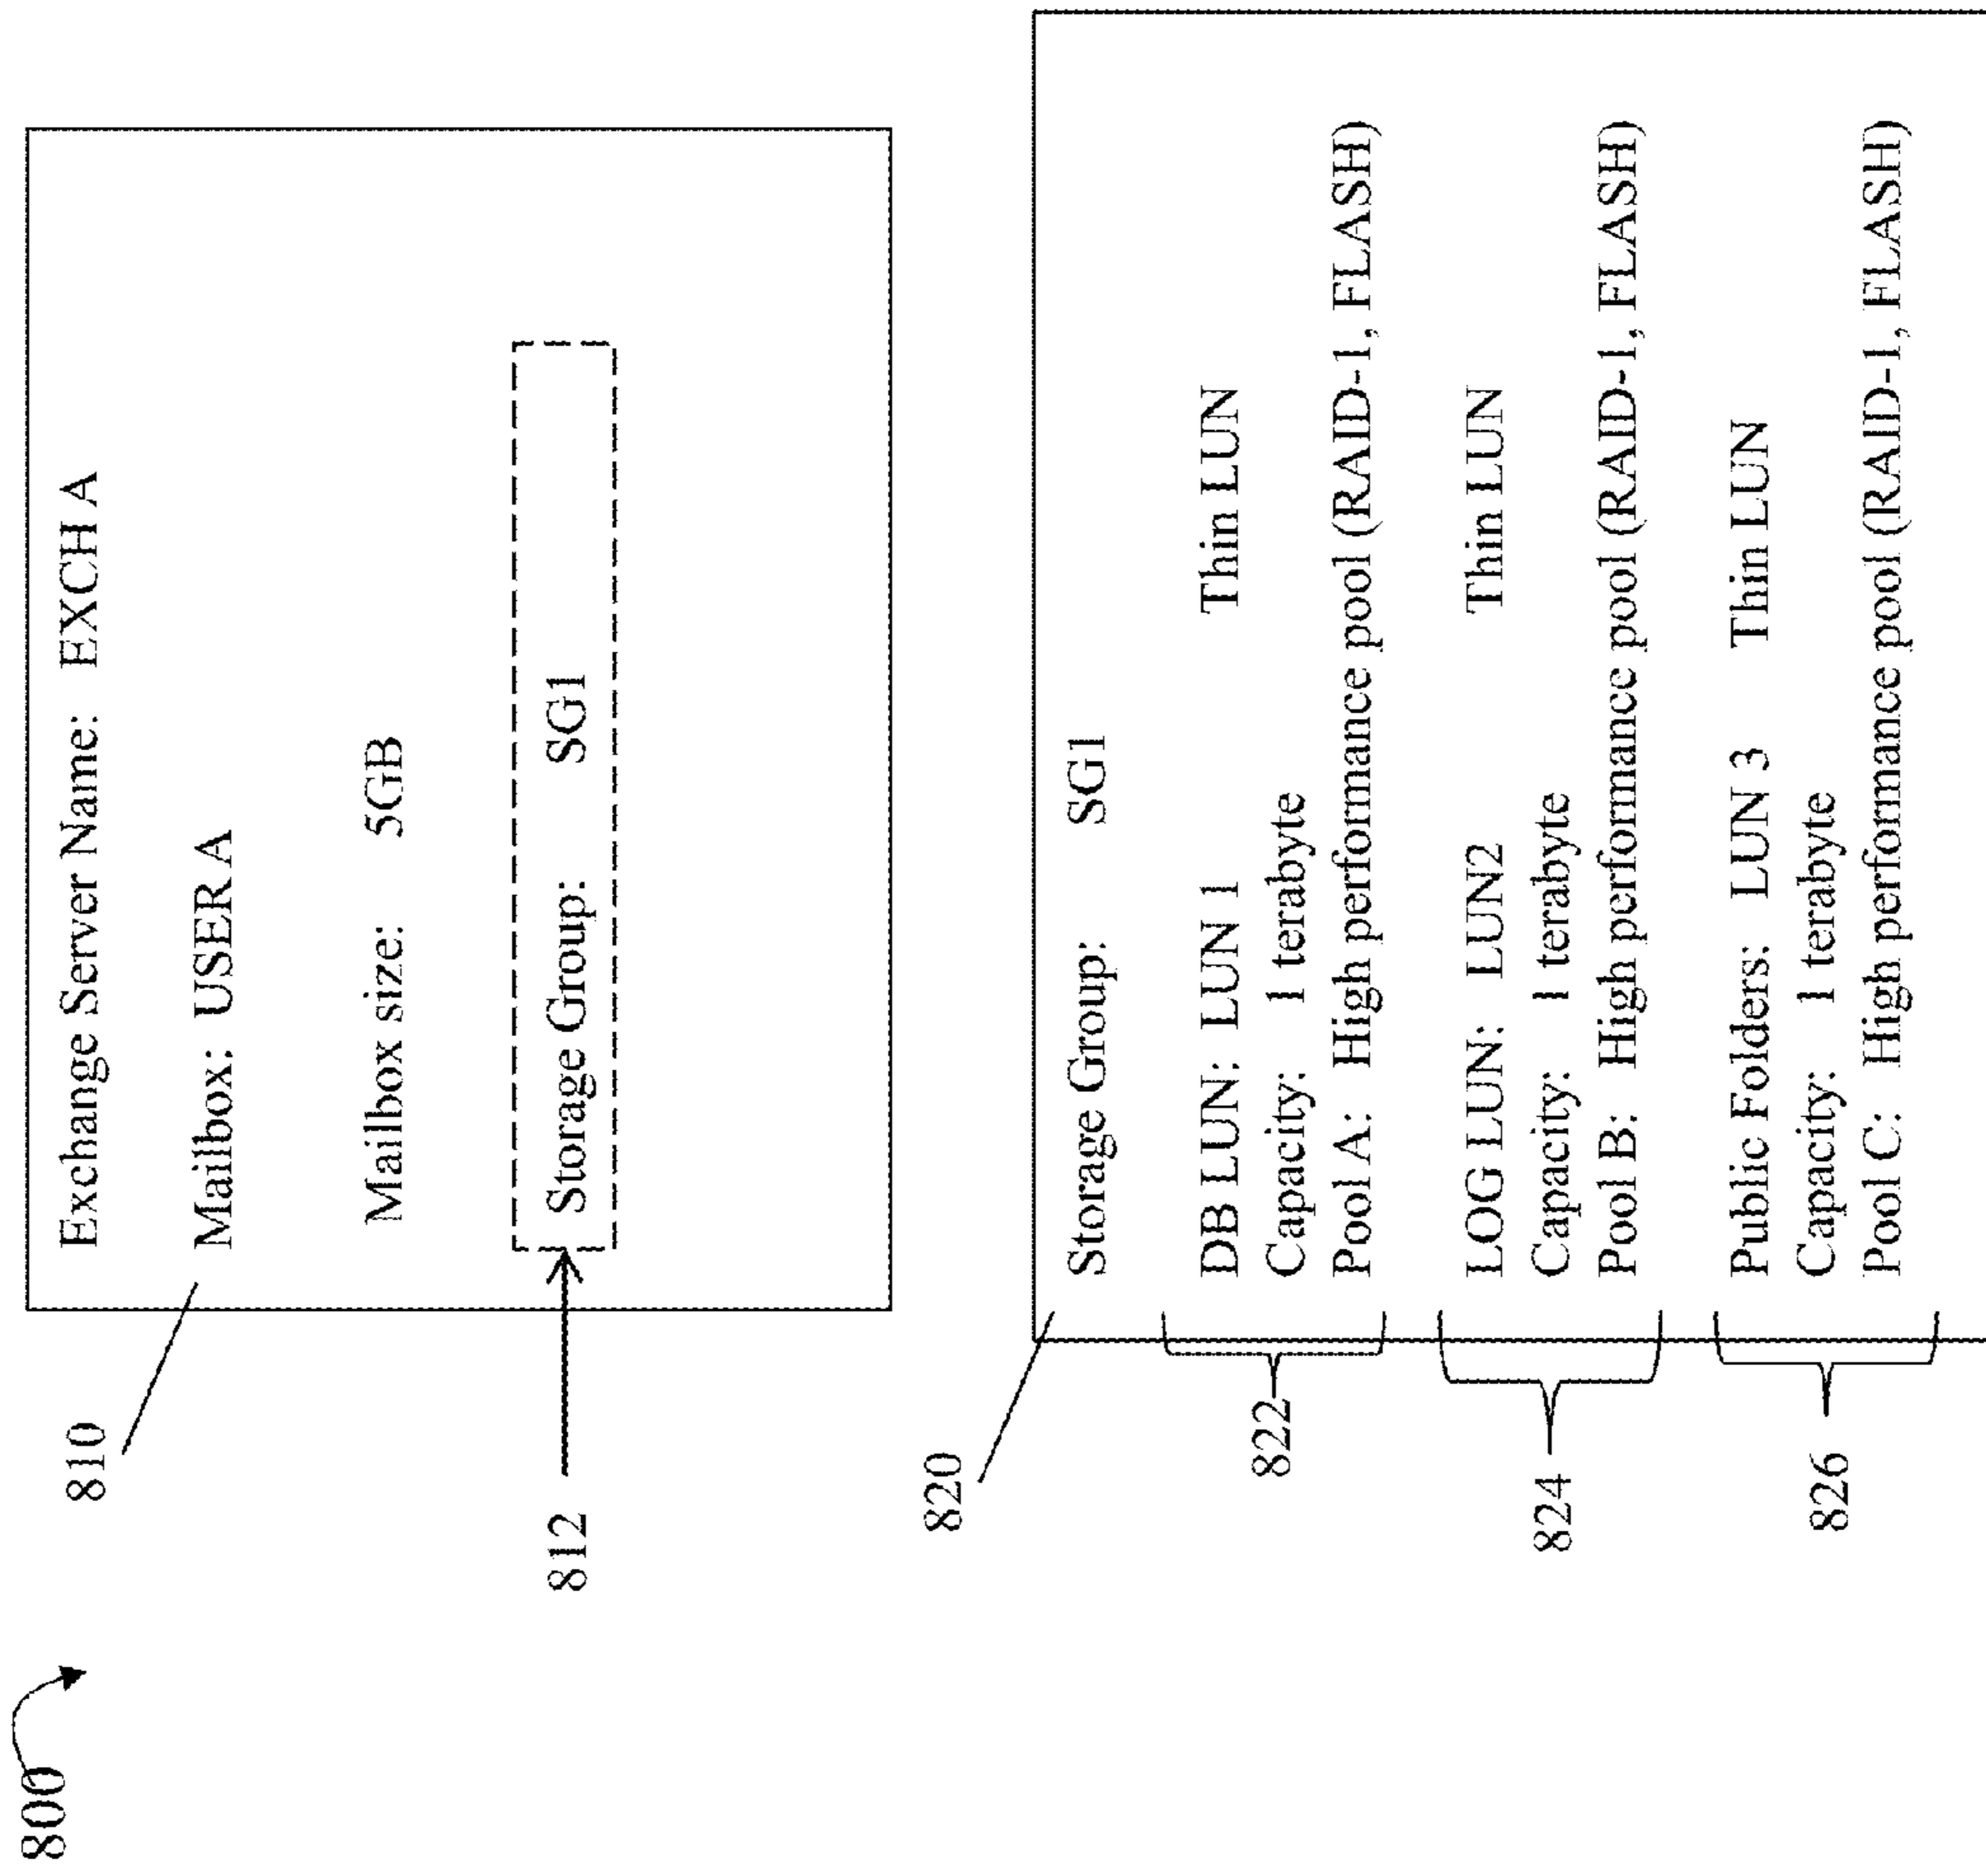 800
810
Exchange Server Name: EXCH A
Mailbox: USER A
Mailbox size: 5GB
812
Storage Group: SG1
820
Storage Group: SG1
822
DB LUN: LUN 1 Thin LUN
Capacity: 1 terabyte
Pool A: High performance pool (RAID-1, FLASH)
824
LOG LUN: LUN2 Thin LUN
Capacity: 1 terabyte
Pool B: High performance pool (RAID-1, FLASH)
826
Public Folders: LUN 3 Thin LUN
Capacity: 1 terabyte
Pool C: High performance pool (RAID-1, FLASH)